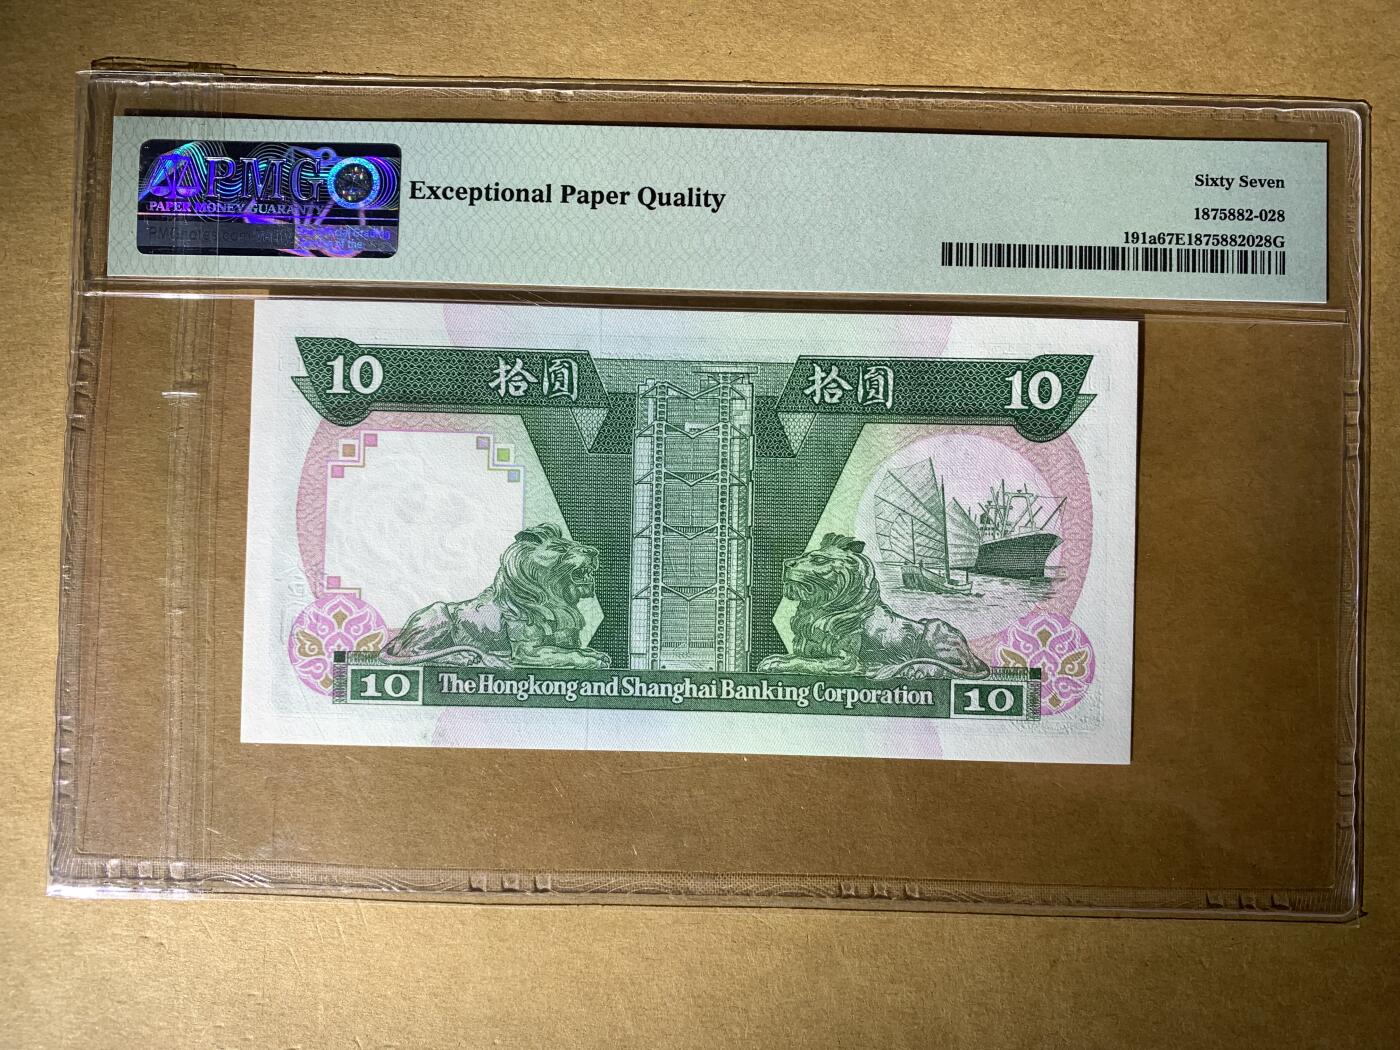 PMG
PAPER MONEY GUARANTY
Exceptional Paper Quality
Sixty Seven
1875882-028
191a67E1875882028G
10 拾圓 拾圓 10
10 The Hongkong and Shanghai Banking Corporation 10